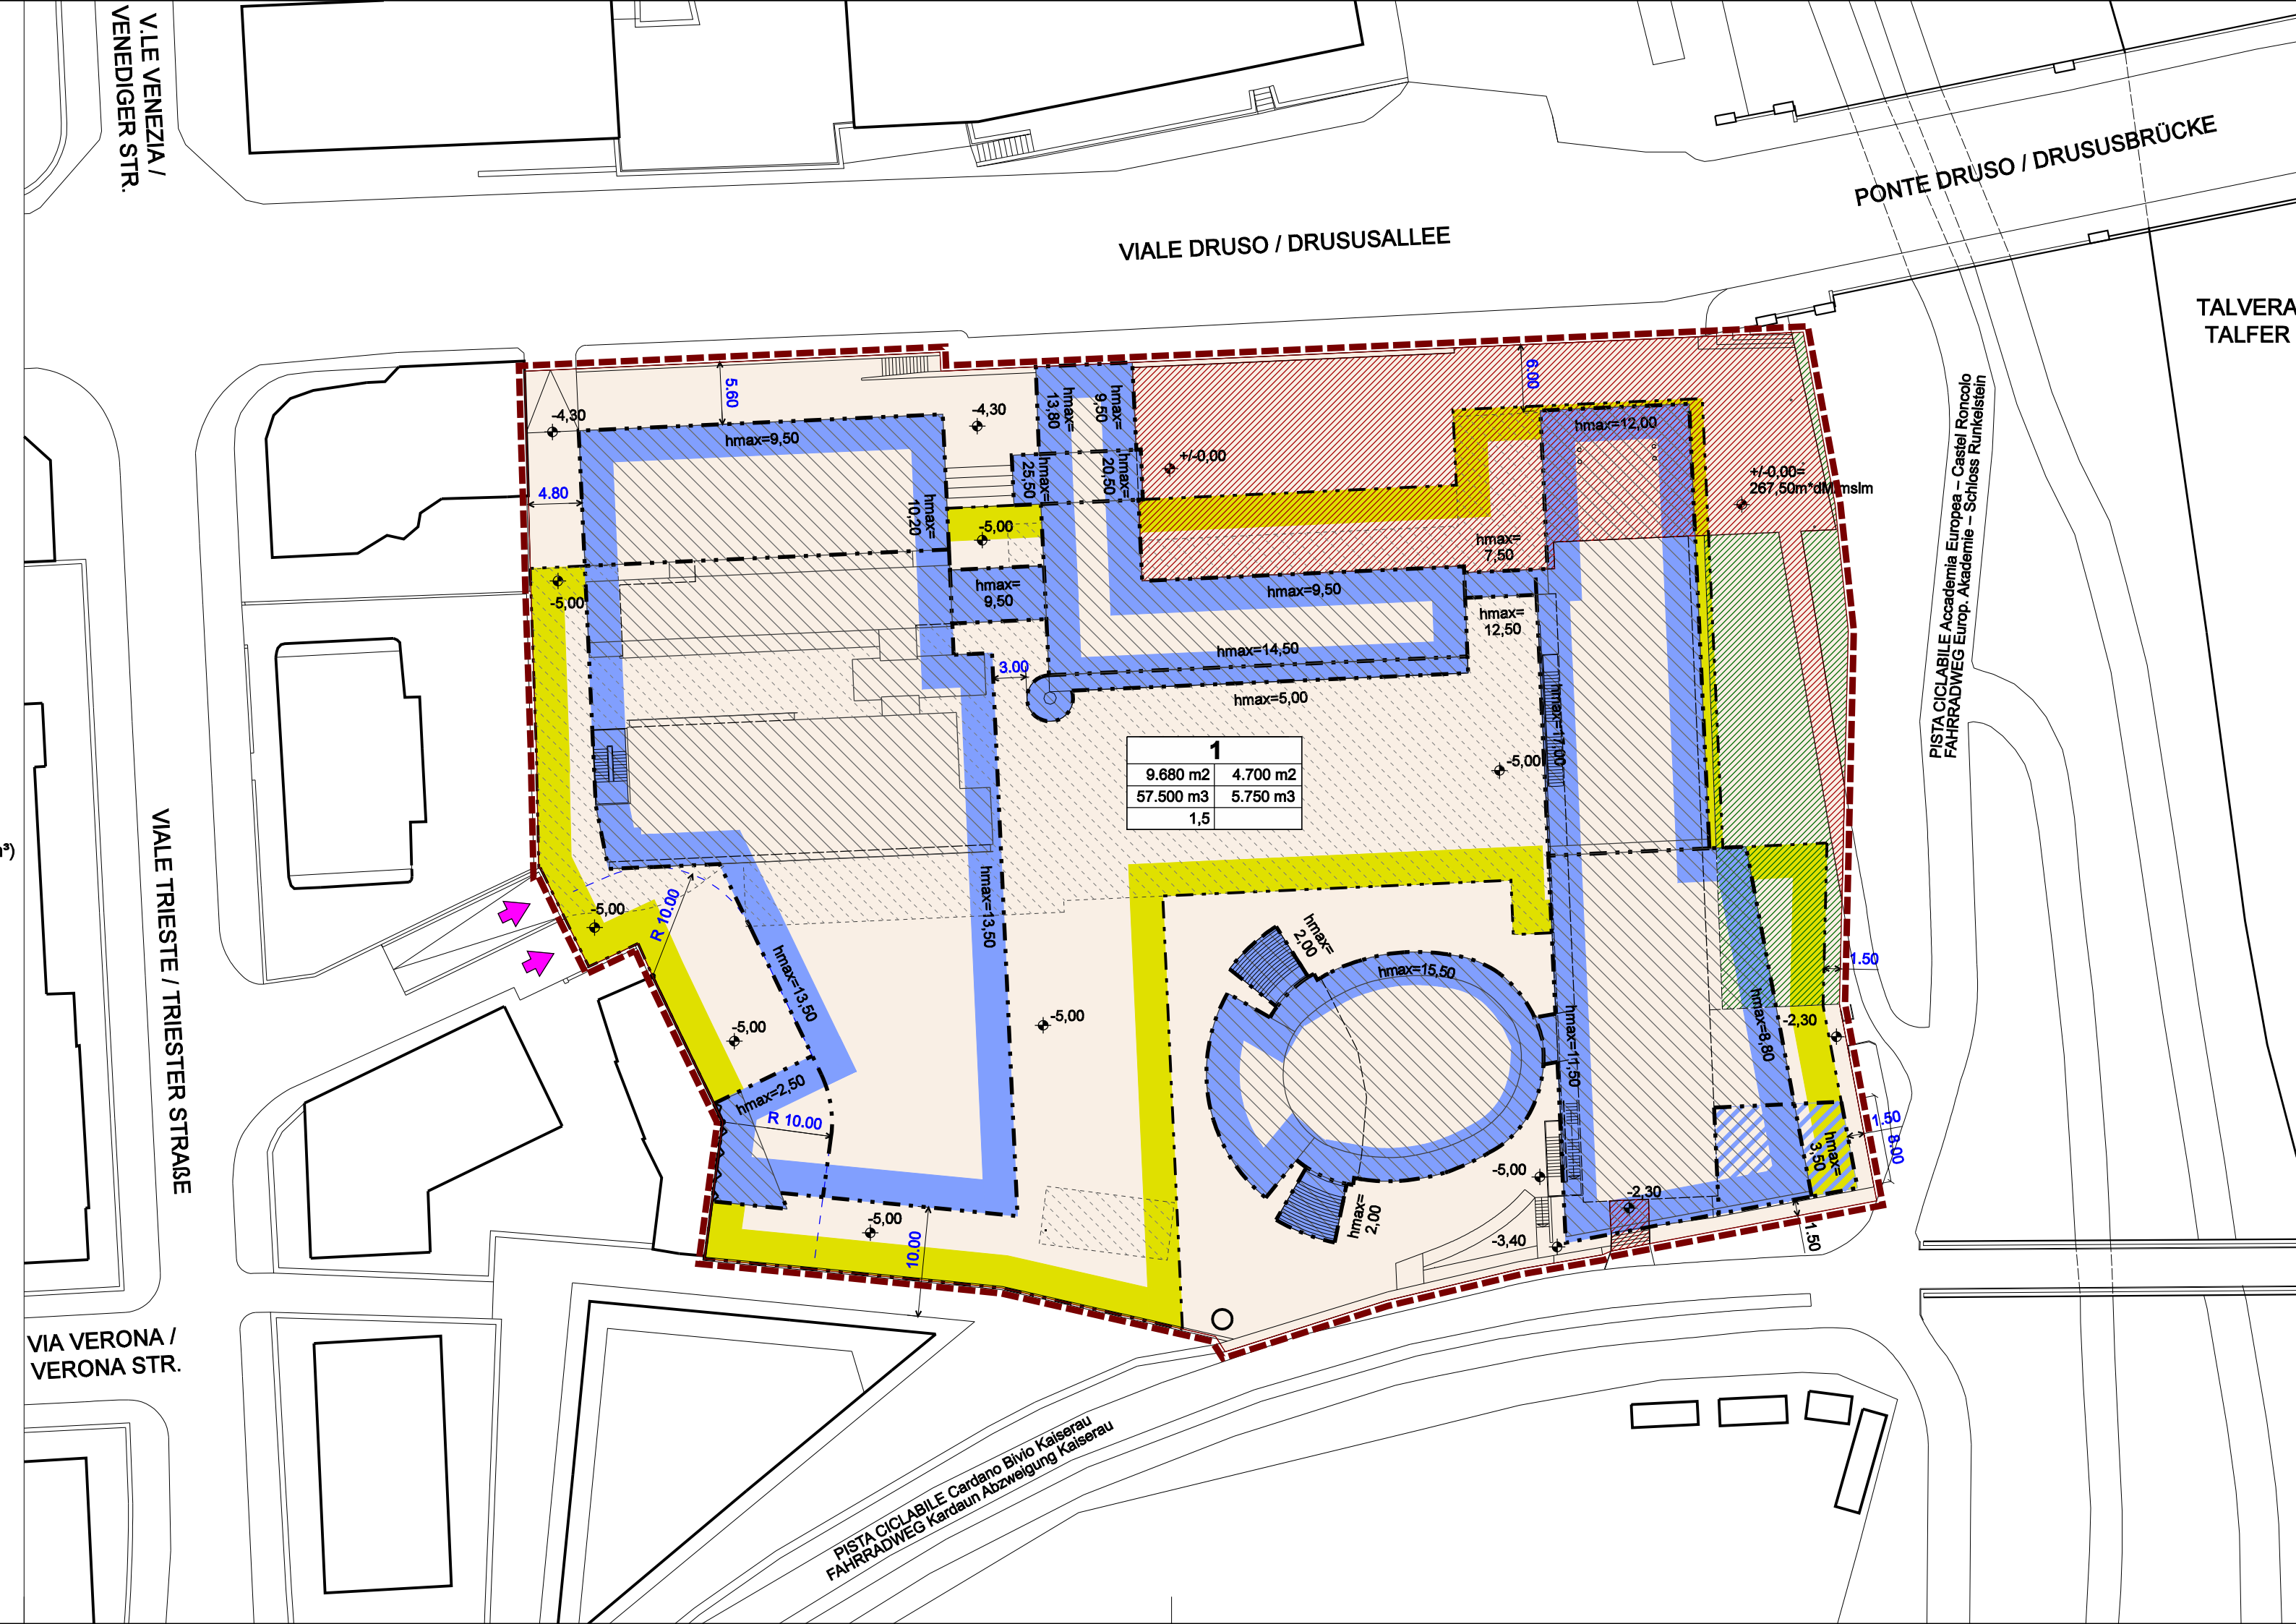 V.LE VENEZIA /
VENEDIGER STR.
PONTE DRUSO / DRUSUSBRÜCKE
VIALE DRUSO / DRUSUSALLEE
TALVERA
TALFER
PISTA CICLABILE Accademia Europea – Castel Roncolo
FAHRRADWEG Europ. Akademie – Schloss Runkelstein
5.60
6.00
-4,30
-4,30
hmax=9,50
hmax=
13,80
hmax=
9,50
hmax=12,00
hmax=
25,50
hmax=
20,50
+/-0,00
+/-0,00=
267,50m*dM/mslm
4.80
hmax=
10,20
-5,00
hmax=
7,50
-5,00
hmax=
9,50
hmax=9,50
hmax=
12,50
hmax=14,50
3.00
hmax=5,00
hmax=17,00
1
9.680 m2
4.700 m2
57.500 m3
5.750 m3
1,5
-5,00
m³)
VIALE TRIESTE / TRIESTER STRAßE
-5,00
R 10.00
hmax=13,50
hmax=13,50
hmax=
2,00
hmax=15,50
1.50
-5,00
-5,00
hmax=11,50
hmax=8,80
-2,30
hmax=2,50
R 10.00
1.50
8.00
hmax=
3,50
-5,00
-2,30
-5,00
10.00
hmax=
2,00
-3,40
1.50
VIA VERONA /
VERONA STR.
PISTA CICLABILE Cardano Bivio Kaiserau
FAHRRADWEG Kardaun Abzweigung Kaiserau